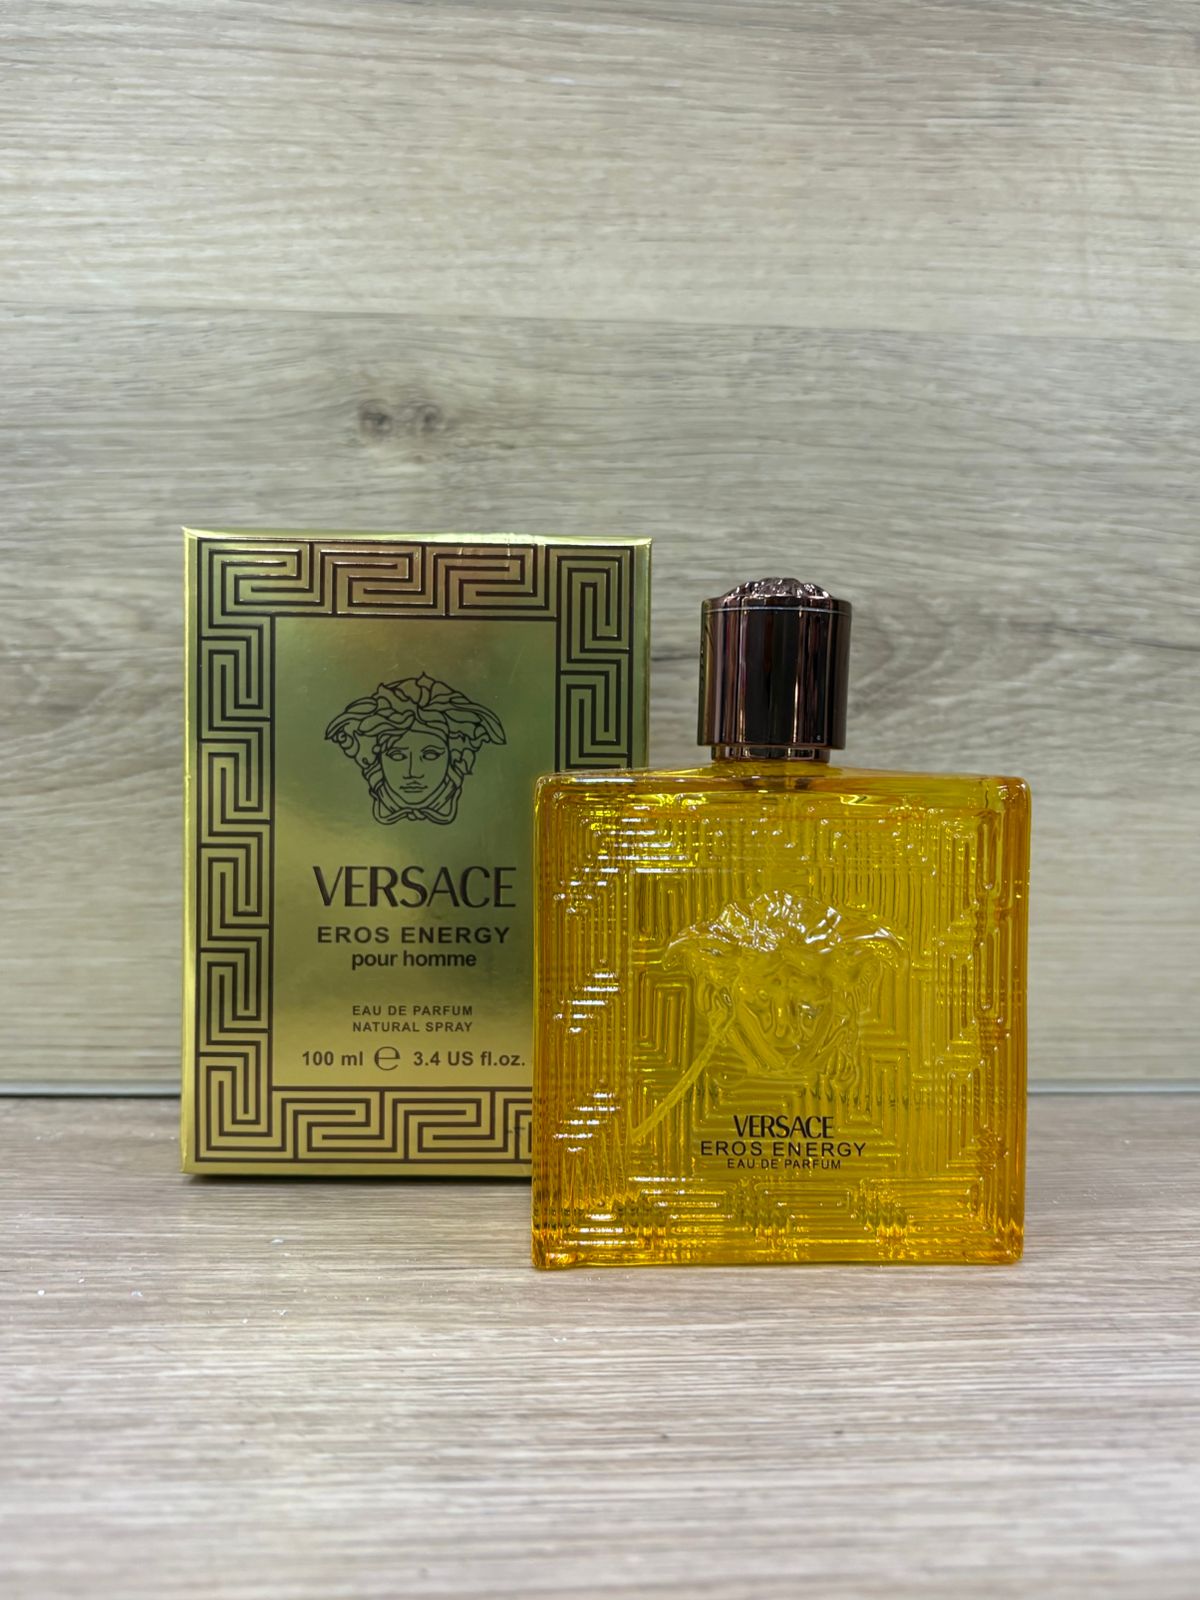 VERSACE
EROS ENERGY
pour homme
EAU DE PARFUM
NATURAL SPRAY
100 ml ℮ 3.4 US fl.oz.
VERSACE
EROS ENERGY
EAU DE PARFUM